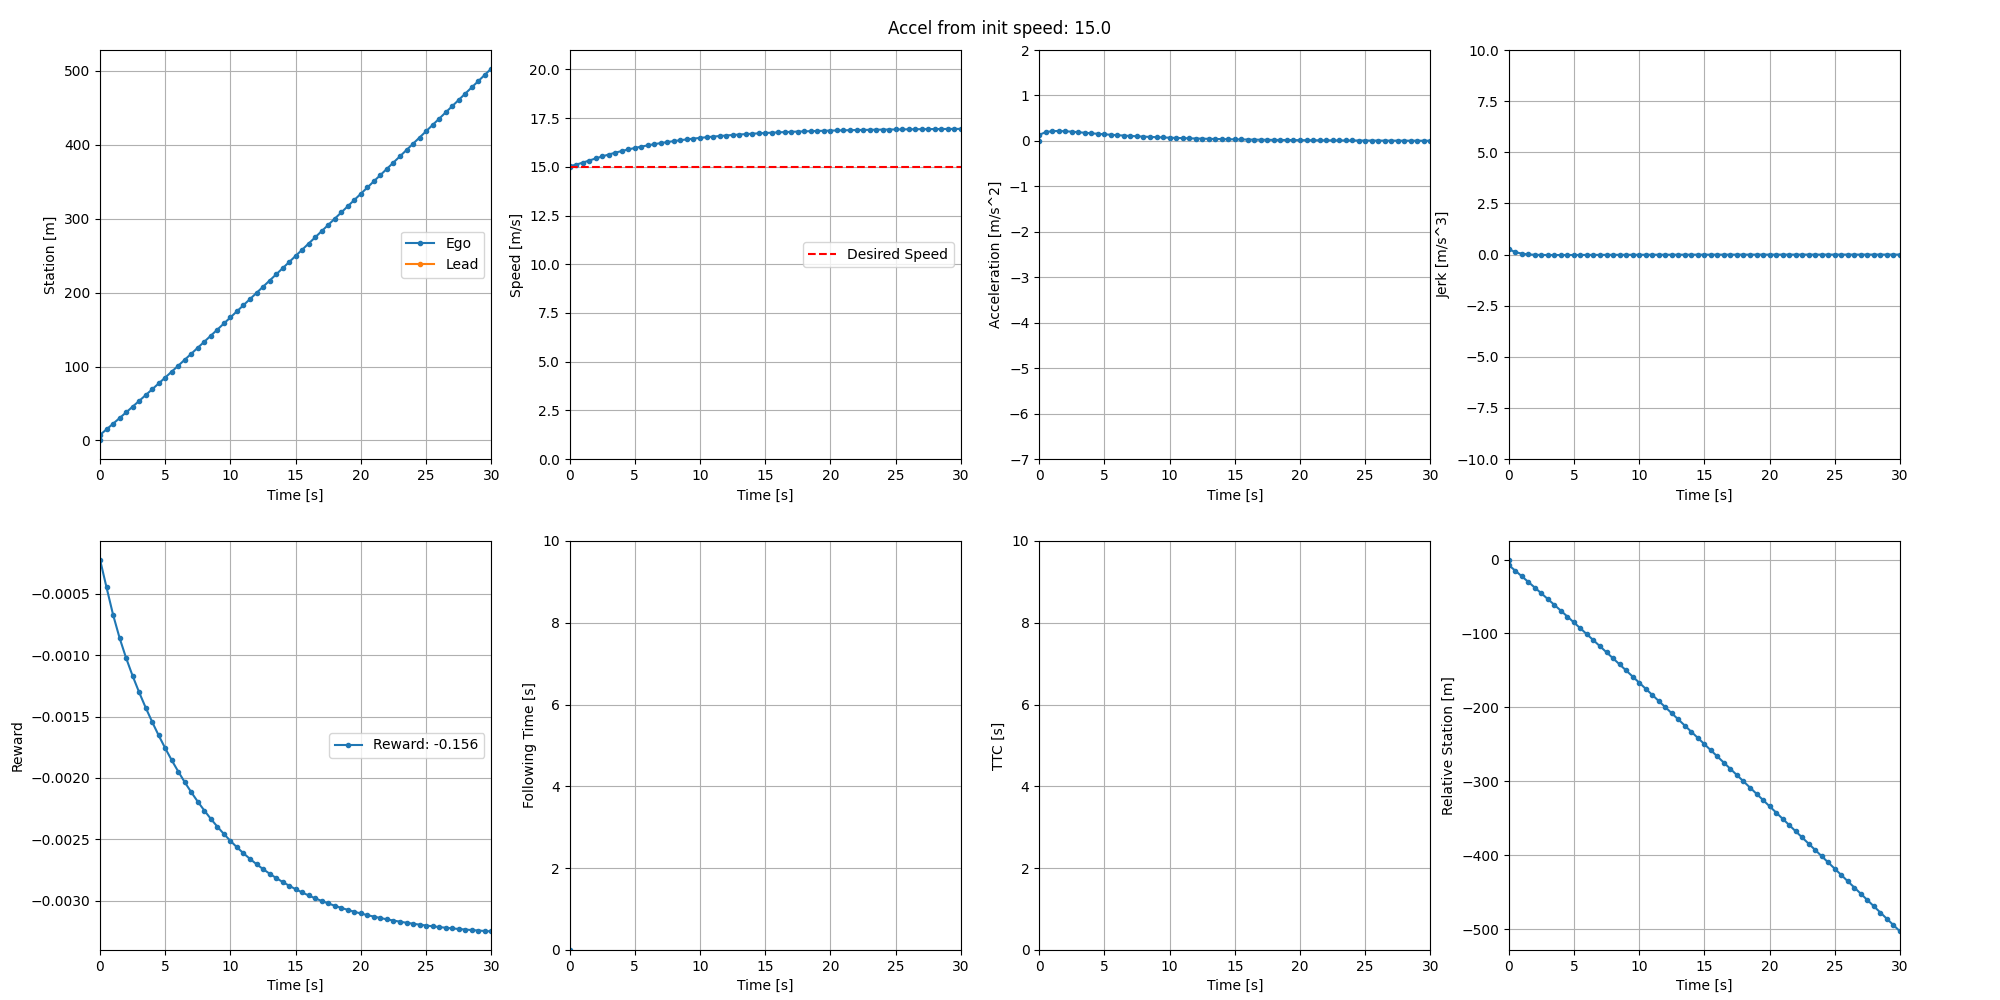 Accel from init speed: 15.0
Station [m]
500
400
300
200
100
0
Ego
Lead
0 5 10 15 20 25 30
Time [s]
Speed [m/s]
20.0
17.5
15.0
12.5
10.0
7.5
5.0
2.5
0.0
Desired Speed
0 5 10 15 20 25 30
Time [s]
Acceleration [m/s^2]
2
1
0
−1
−2
−3
−4
−5
−6
−7
0 5 10 15 20 25 30
Time [s]
Jerk [m/s^3]
10.0
7.5
5.0
2.5
0.0
−2.5
−5.0
−7.5
−10.0
0 5 10 15 20 25 30
Time [s]
Reward
−0.0005
−0.0010
−0.0015
−0.0020
−0.0025
−0.0030
Reward: -0.156
0 5 10 15 20 25 30
Time [s]
Following Time [s]
10
8
6
4
2
0
0 5 10 15 20 25 30
Time [s]
TTC [s]
10
8
6
4
2
0
0 5 10 15 20 25 30
Time [s]
Relative Station [m]
0
−100
−200
−300
−400
−500
0 5 10 15 20 25 30
Time [s]